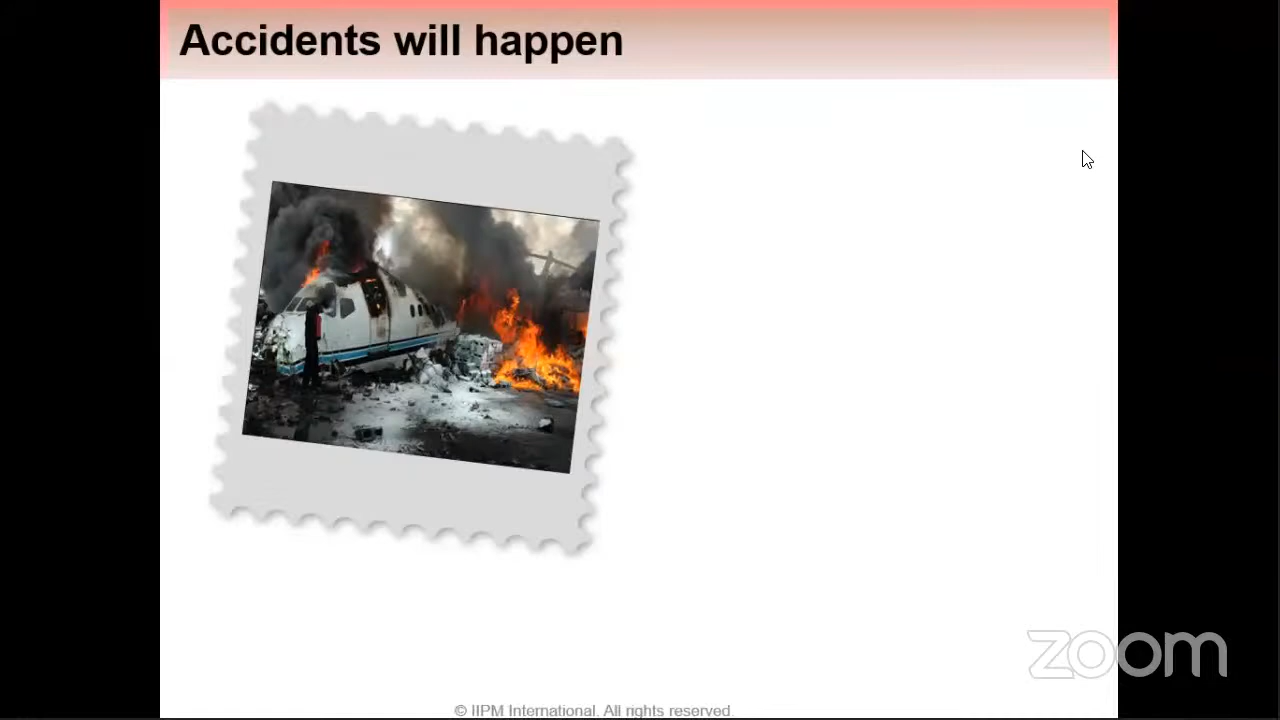 Accidents will happen
zoom
© IIPM International. All rights reserved.